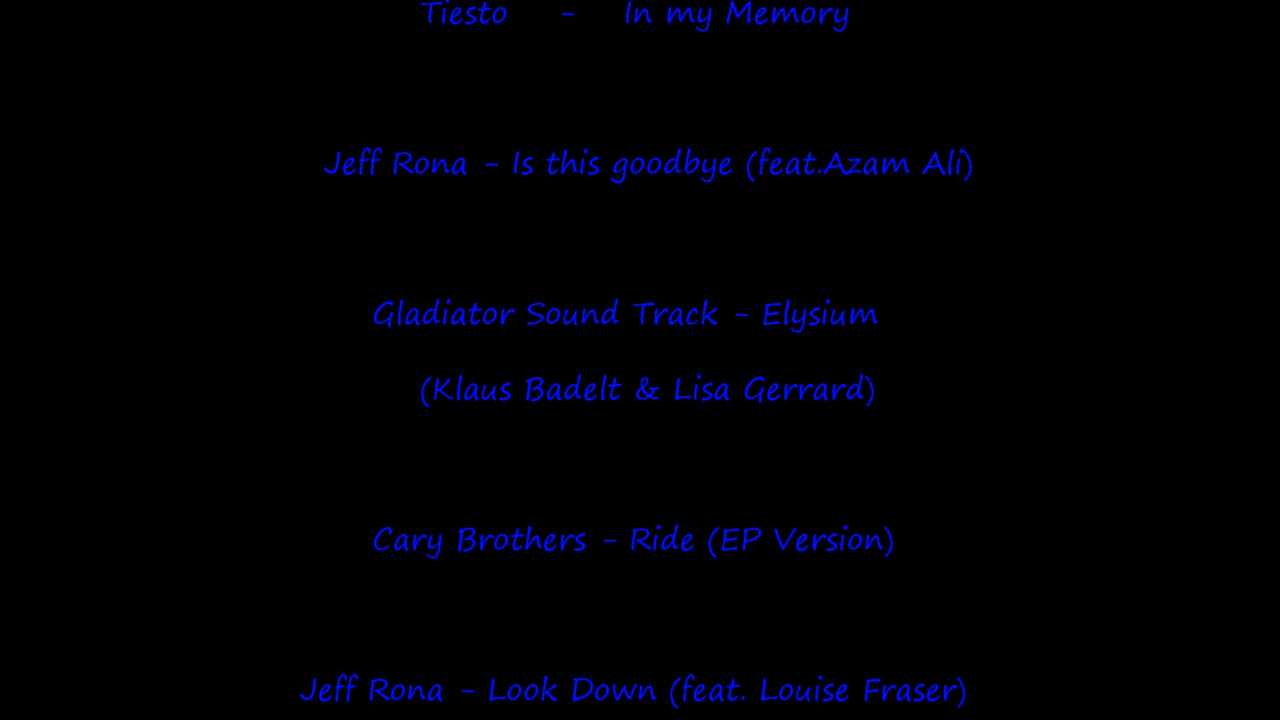 Tiesto - In my Memory
Jeff Rona - Is this goodbye (feat.Azam Ali)
Gladiator Sound Track - Elysium
(Klaus Badelt & Lisa Gerrard)
Cary Brothers - Ride (EP Version)
Jeff Rona - Look Down (feat. Louise Fraser)